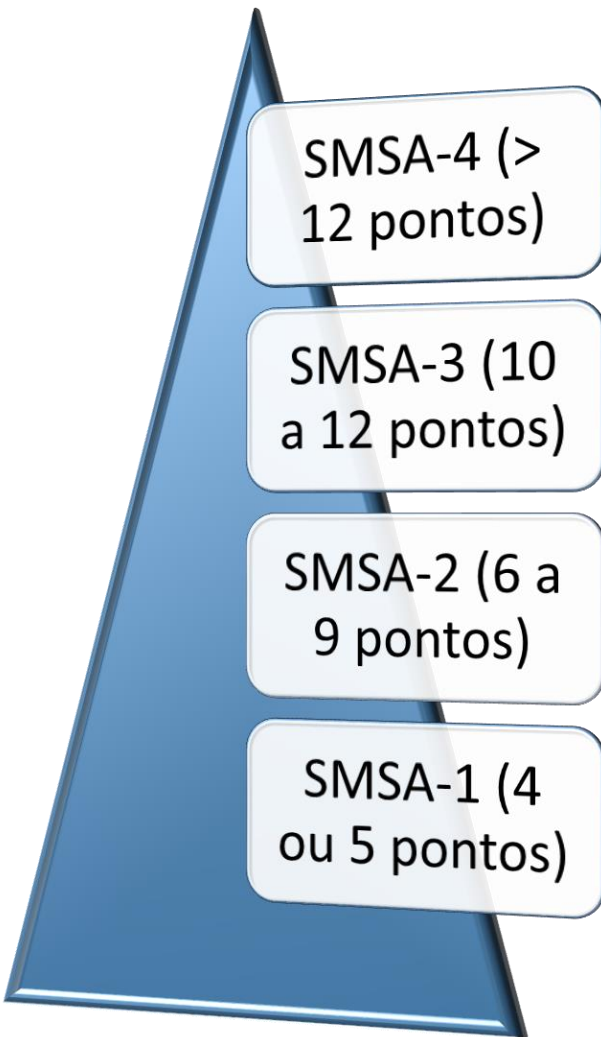 SMSA-4 (>
12 pontos)
SMSA-3 (10
a 12 pontos)
SMSA-2 (6 a
9 pontos)
SMSA-1 (4
ou 5 pontos)